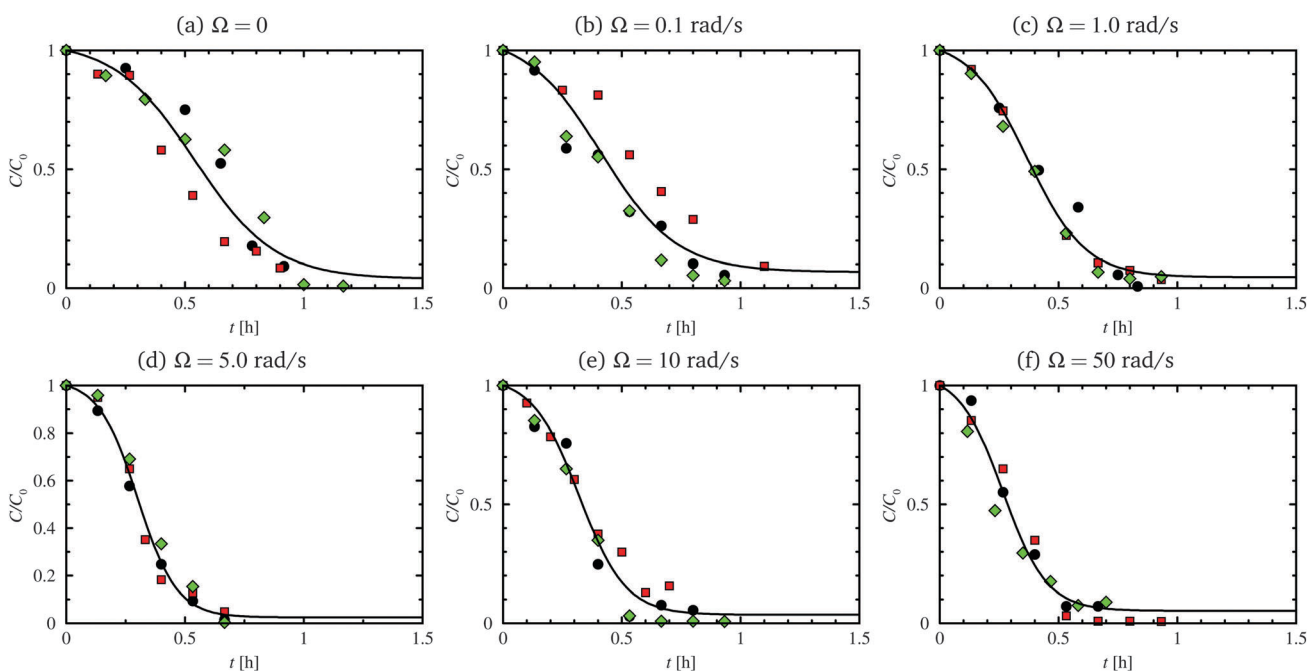 (a) Ω = 0
(b) Ω = 0.1 rad/s
(c) Ω = 1.0 rad/s
1
0.5
0
C/C₀
0
0.5
1
1.5
t [h]
1
0.5
0
C/C₀
0
0.5
1
1.5
t [h]
1
0.5
0
C/C₀
0
0.5
1
1.5
t [h]
(d) Ω = 5.0 rad/s
(e) Ω = 10 rad/s
(f) Ω = 50 rad/s
1
0.8
0.6
0.4
0.2
0
C/C₀
0
0.5
1
1.5
t [h]
1
0.5
0
C/C₀
0
0.5
1
1.5
t [h]
1
0.5
0
C/C₀
0
0.5
1
1.5
t [h]